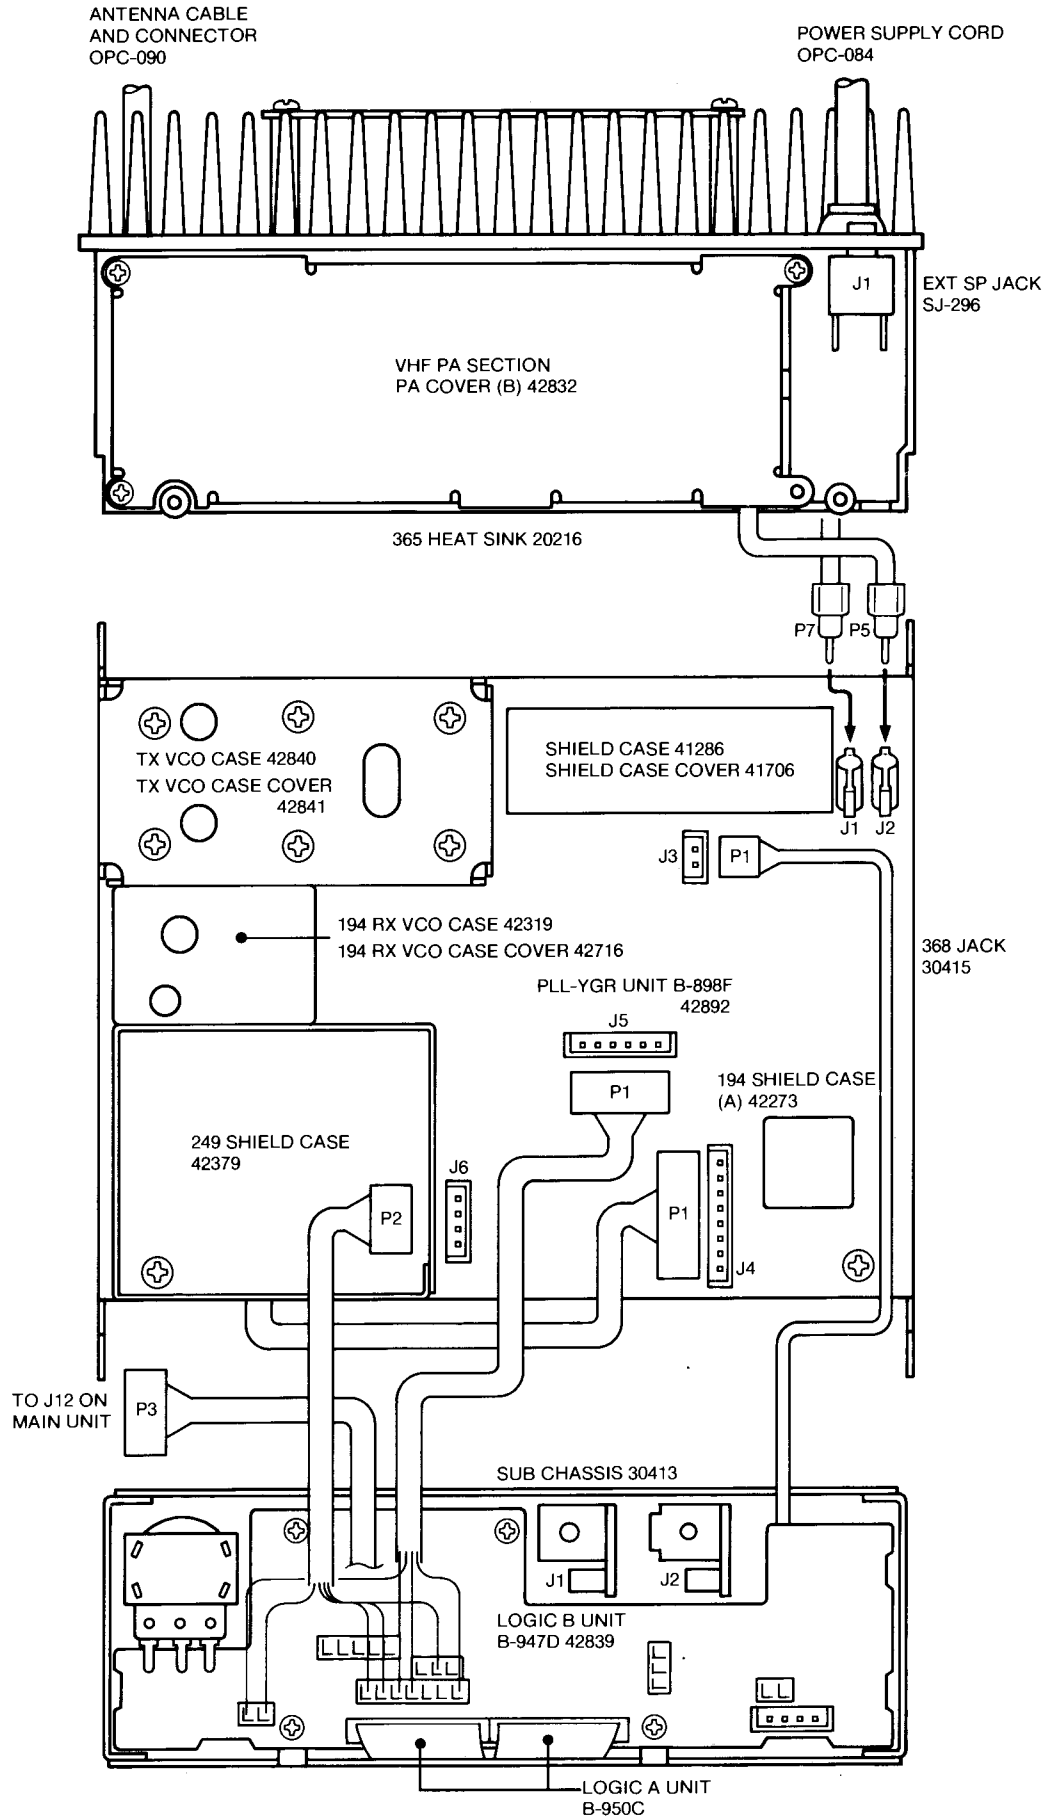 ANTENNA CABLE
AND CONNECTOR
OPC-090
POWER SUPPLY CORD
OPC-084
J1
EXT SP JACK
SJ-296
VHF PA SECTION
PA COVER (B) 42832
365 HEAT SINK 20216
P7
P5
TX VCO CASE 42840
TX VCO CASE COVER
42841
SHIELD CASE 41286
SHIELD CASE COVER 41706
J1
J2
J3
P1
194 RX VCO CASE 42319
194 RX VCO CASE COVER 42716
368 JACK
30415
PLL-YGR UNIT B-898F
42892
J5
P1
194 SHIELD CASE
(A) 42273
249 SHIELD CASE
42379
J6
P2
P1
J4
TO J12 ON
MAIN UNIT
P3
SUB CHASSIS 30413
J1
J2
LOGIC B UNIT
B-947D 42839
LOGIC A UNIT
B-950C